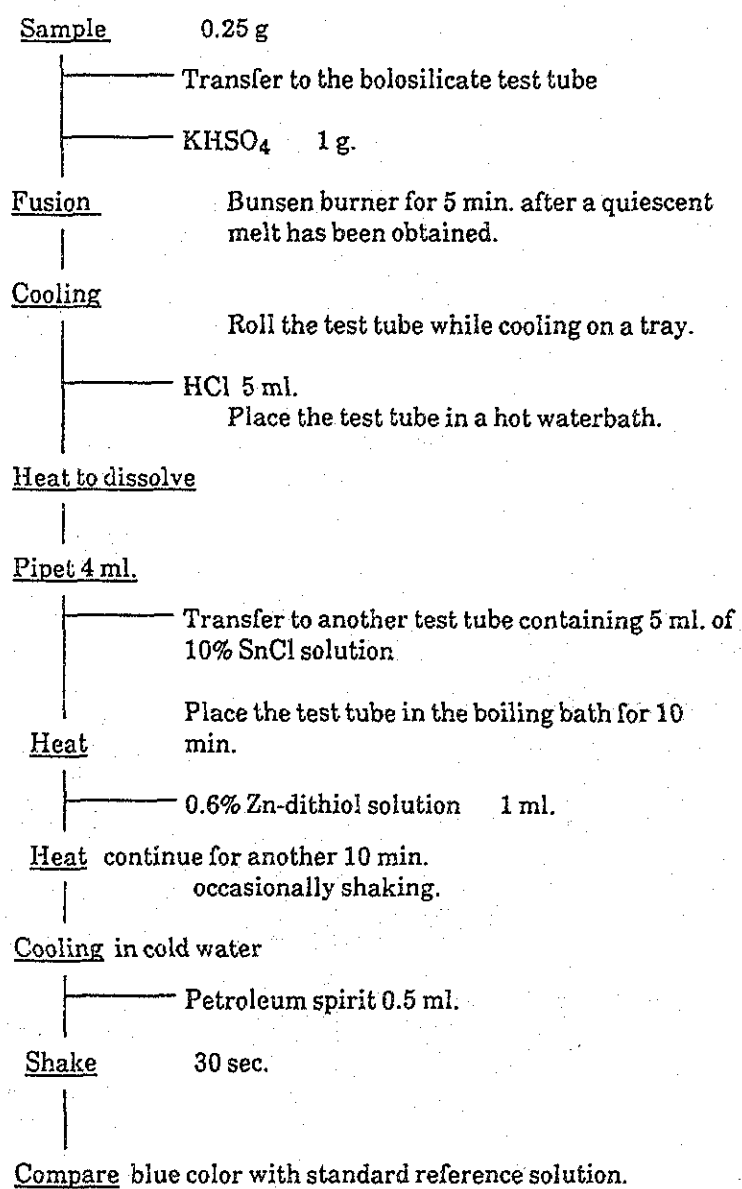 Sample 0.25 g
Transfer to the bolosilicate test tube
KHSO4 1 g.
Fusion Bunsen burner for 5 min. after a quiescent
melt has been obtained.
Cooling
Roll the test tube while cooling on a tray.
HCl 5 ml.
Place the test tube in a hot waterbath.
Heat to dissolve
Pipet 4 ml.
Transfer to another test tube containing 5 ml. of
10% SnCl solution
Place the test tube in the boiling bath for 10
Heat min.
0.6% Zn-dithiol solution 1 ml.
Heat continue for another 10 min.
occasionally shaking.
Cooling in cold water
Petroleum spirit 0.5 ml.
Shake 30 sec.
Compare blue color with standard reference solution.